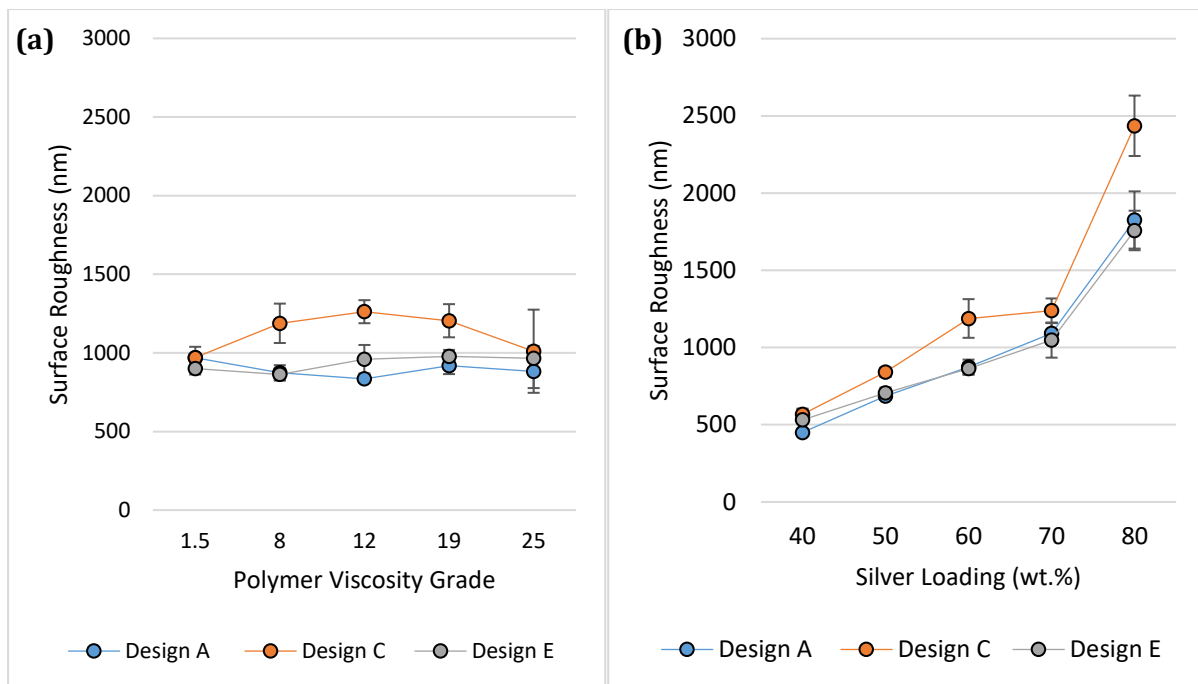 (a)
3000
2500
2000
1500
1000
500
0
Surface Roughness (nm)
1.5 8 12 19 25
Polymer Viscosity Grade
Design A Design C Design E
(b)
3000
2500
2000
1500
1000
500
0
Surface Roughness (nm)
40 50 60 70 80
Silver Loading (wt.%)
Design A Design C Design E